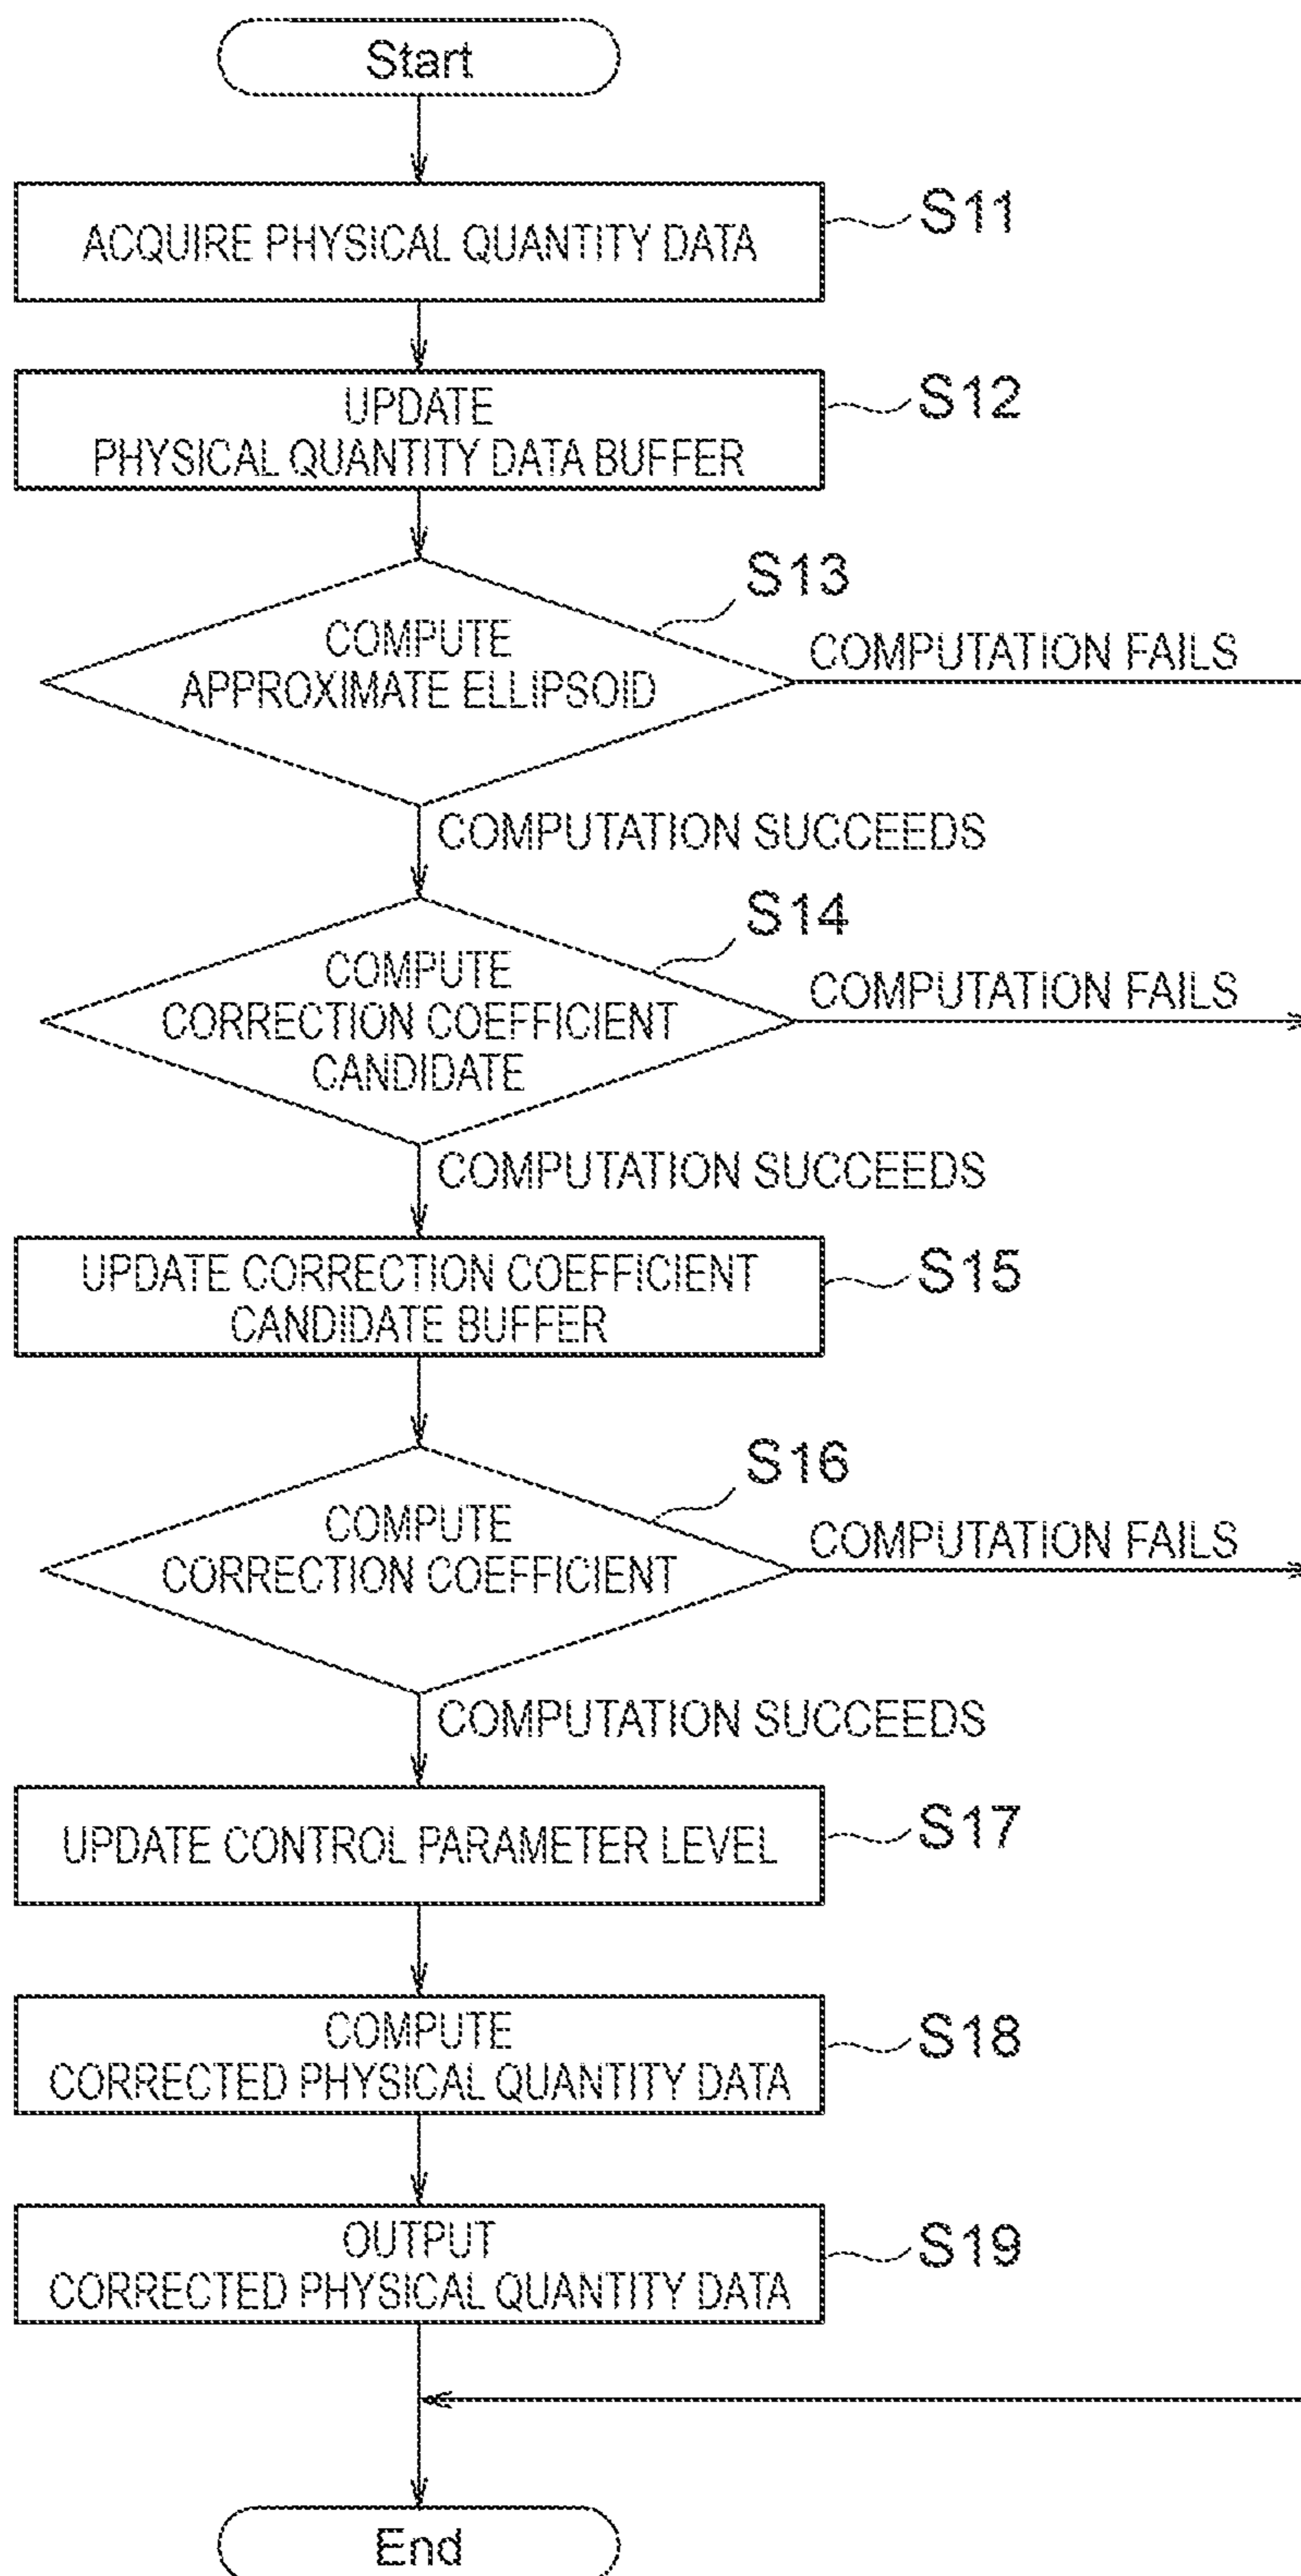 Start
ACQUIRE PHYSICAL QUANTITY DATA
S11
UPDATE
PHYSICAL QUANTITY DATA BUFFER
S12
S13
COMPUTE
APPROXIMATE ELLIPSOID
COMPUTATION FAILS
COMPUTATION SUCCEEDS
S14
COMPUTE
CORRECTION COEFFICIENT
CANDIDATE
COMPUTATION FAILS
COMPUTATION SUCCEEDS
UPDATE CORRECTION COEFFICIENT
CANDIDATE BUFFER
S15
S16
COMPUTE
CORRECTION COEFFICIENT
COMPUTATION FAILS
COMPUTATION SUCCEEDS
UPDATE CONTROL PARAMETER LEVEL
S17
COMPUTE
CORRECTED PHYSICAL QUANTITY DATA
S18
OUTPUT
CORRECTED PHYSICAL QUANTITY DATA
S19
End